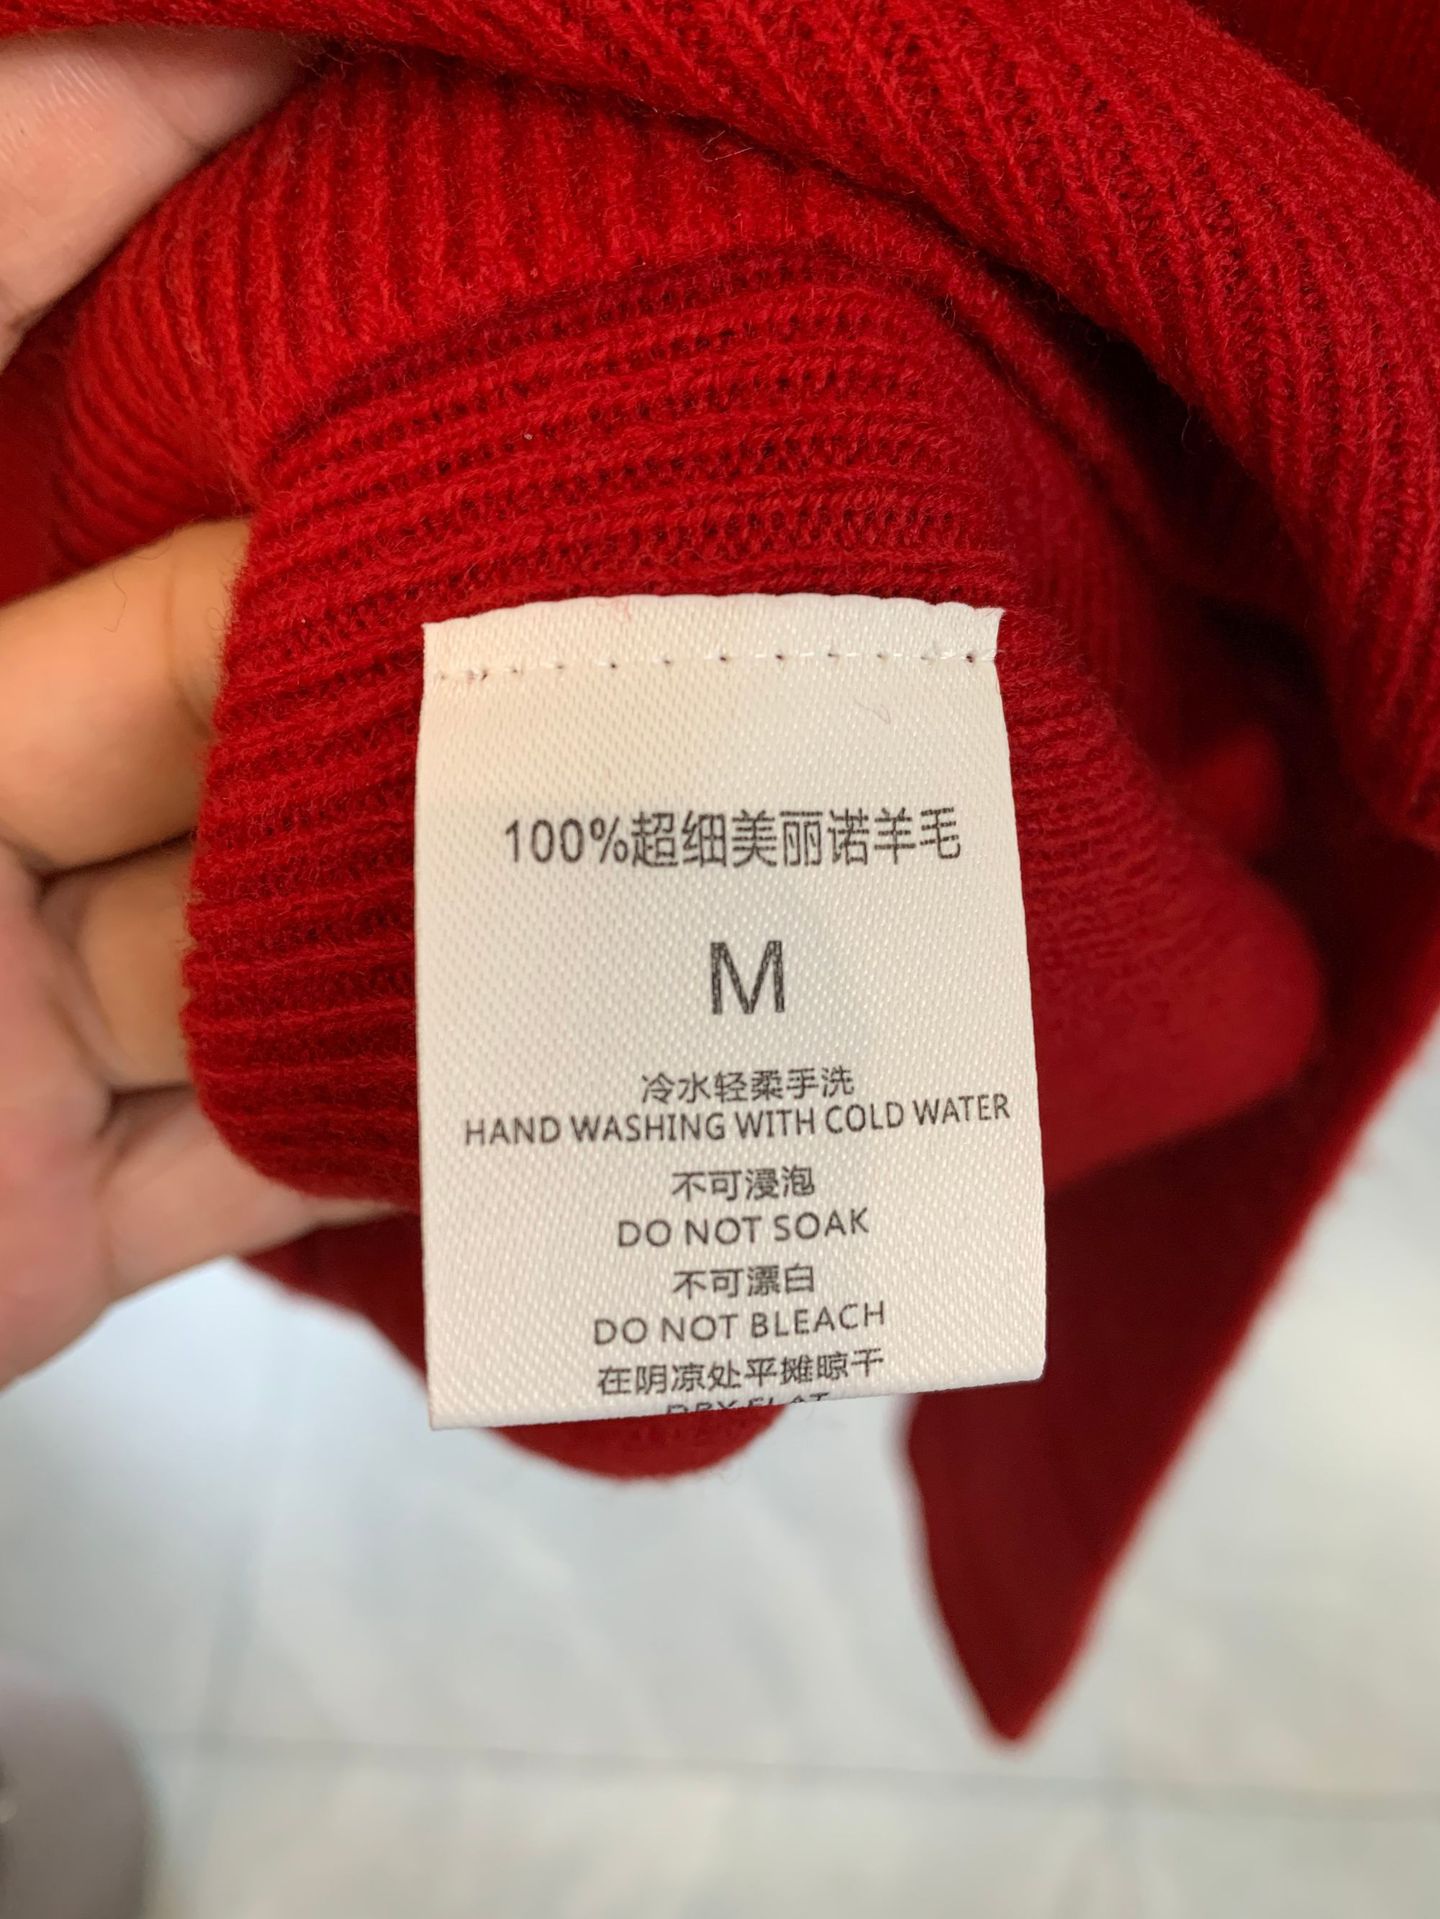 100%超细美丽诺羊毛
M
冷水轻柔手洗
HAND WASHING WITH COLD WATER
不可浸泡
DO NOT SOAK
不可漂白
DO NOT BLEACH
在阴凉处平摊晾干
DRY FLAT